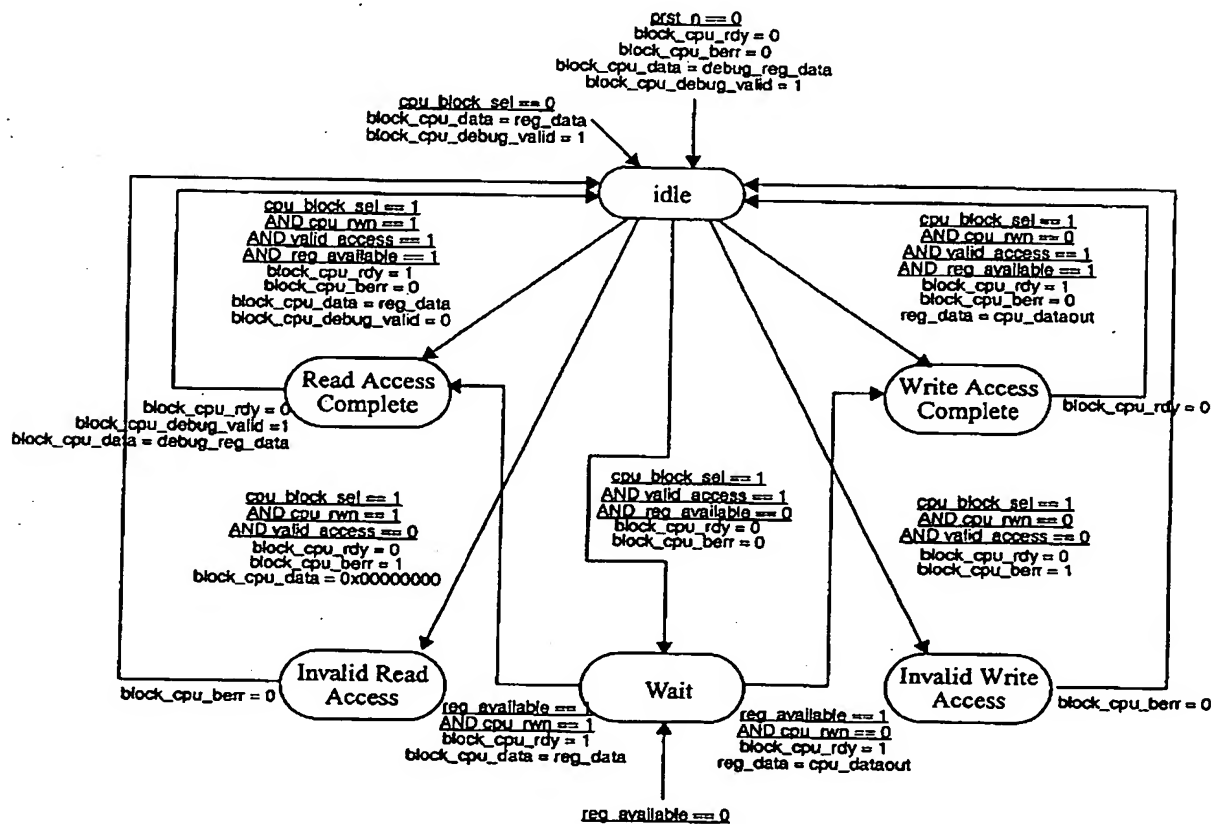 prst_n == 0
block_cpu_rdy = 0
block_cpu_berr = 0
block_cpu_data = debug_reg_data
block_cpu_debug_valid = 1
cpu_block_sel == 0
block_cpu_data = reg_data
block_cpu_debug_valid = 1
idle
cpu_block_sel == 1
AND cpu_rwn == 1
AND valid_access == 1
AND reg_available == 1
block_cpu_rdy = 1
block_cpu_berr = 0
block_cpu_data = reg_data
block_cpu_debug_valid = 0
cpu_block_sel == 1
AND cpu_rwn == 0
AND valid_access == 1
AND reg_available == 1
block_cpu_rdy = 1
block_cpu_berr = 0
reg_data = cpu_dataout
Read Access
Complete
block_cpu_rdy = 0
block_cpu_debug_valid =1
block_cpu_data = debug_reg_data
Write Access
Complete
block_cpu_rdy = 0
cpu_block_sel == 1
AND cpu_rwn == 1
AND valid_access == 0
block_cpu_rdy = 0
block_cpu_berr = 1
block_cpu_data = 0x00000000
cpu_block_sel == 1
AND valid_access == 1
AND reg_available == 0
block_cpu_rdy = 0
block_cpu_berr = 0
cpu_block_sel == 1
AND cpu_rwn == 0
AND valid_access == 0
block_cpu_rdy = 0
block_cpu_berr = 1
Invalid Read
Access
block_cpu_berr = 0
Wait
Invalid Write
Access
block_cpu_berr = 0
reg_available == 1
AND cpu_rwn == 1
block_cpu_rdy = 1
block_cpu_data = reg_data
reg_available == 1
AND cpu_rwn == 0
block_cpu_rdy = 1
reg_data = cpu_dataout
reg_available == 0